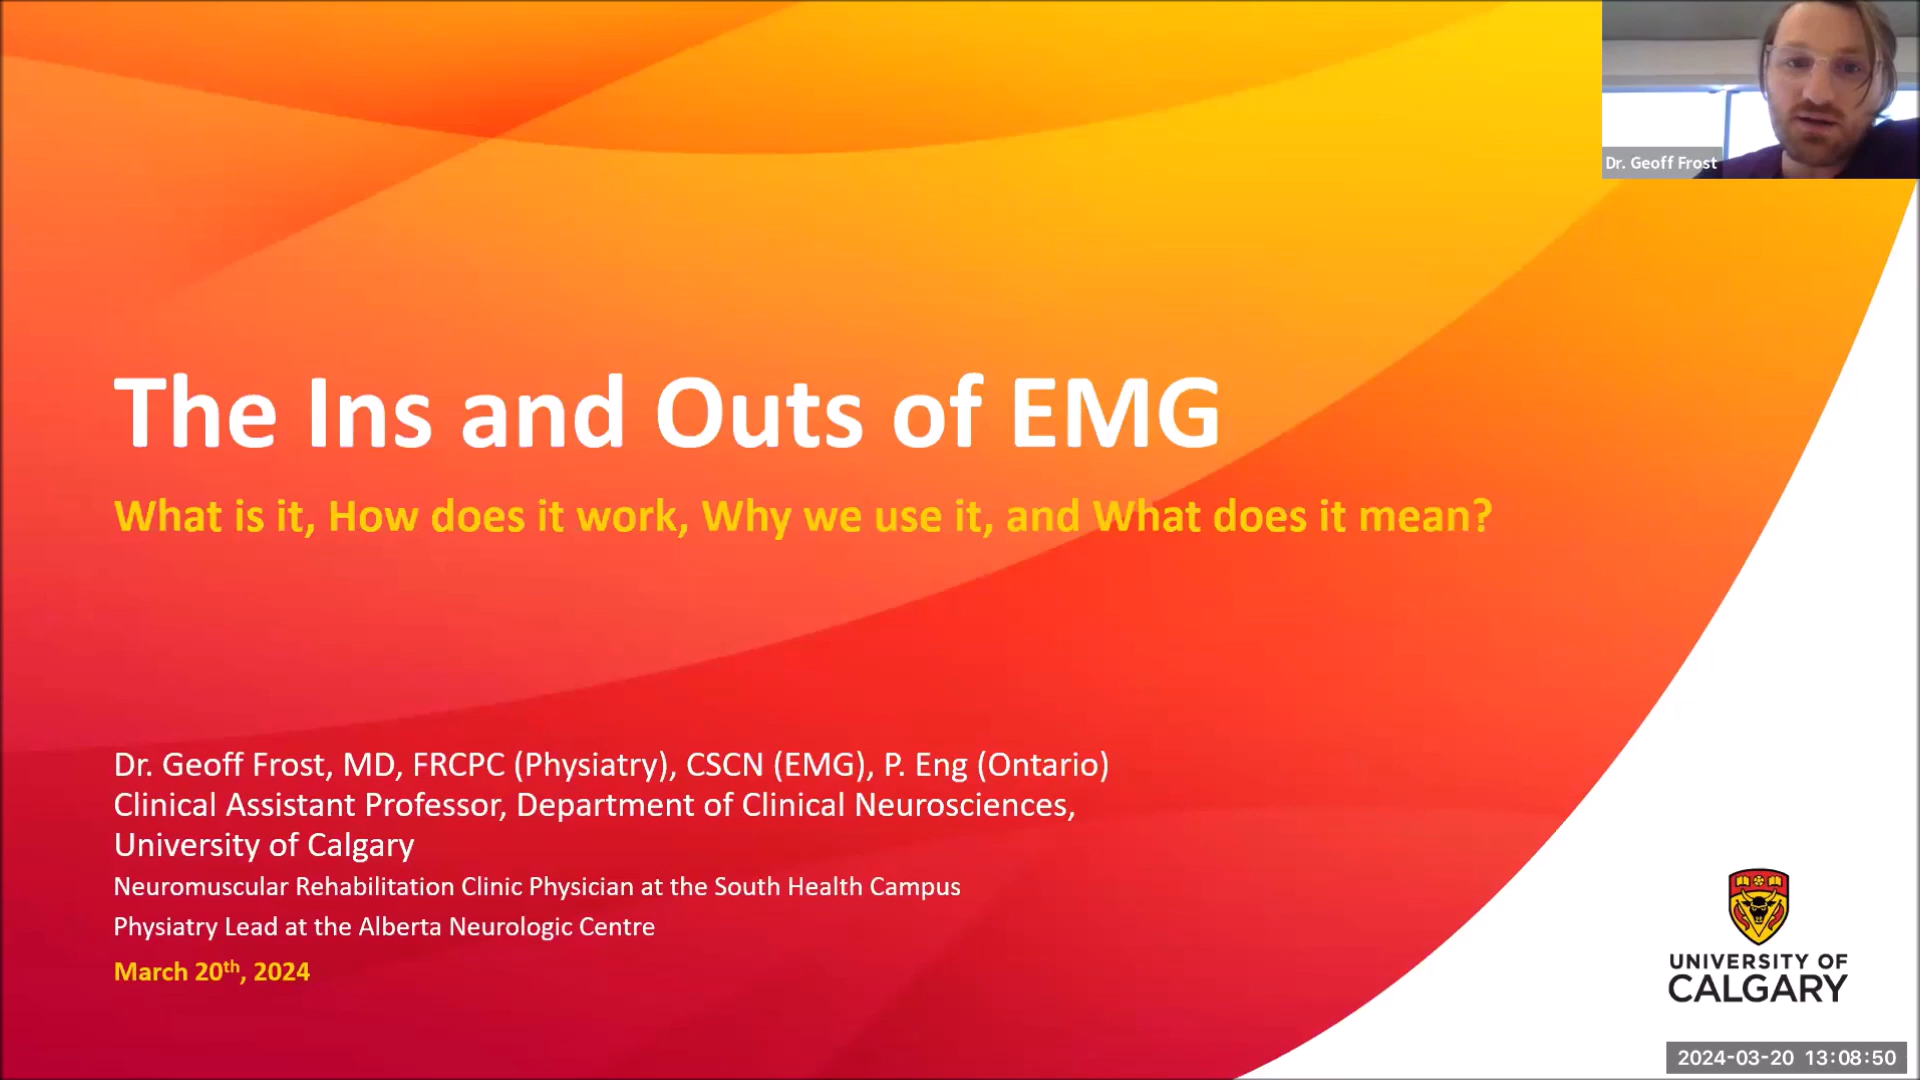 Dr. Geoff Frost
The Ins and Outs of EMG
What is it, How does it work, Why we use it, and What does it mean?
Dr. Geoff Frost, MD, FRCPC (Physiatry), CSCN (EMG), P. Eng (Ontario)
Clinical Assistant Professor, Department of Clinical Neurosciences,
University of Calgary
Neuromuscular Rehabilitation Clinic Physician at the South Health Campus
Physiatry Lead at the Alberta Neurologic Centre
March 20th, 2024
UNIVERSITY OF
CALGARY
2024-03-20 13:08:50